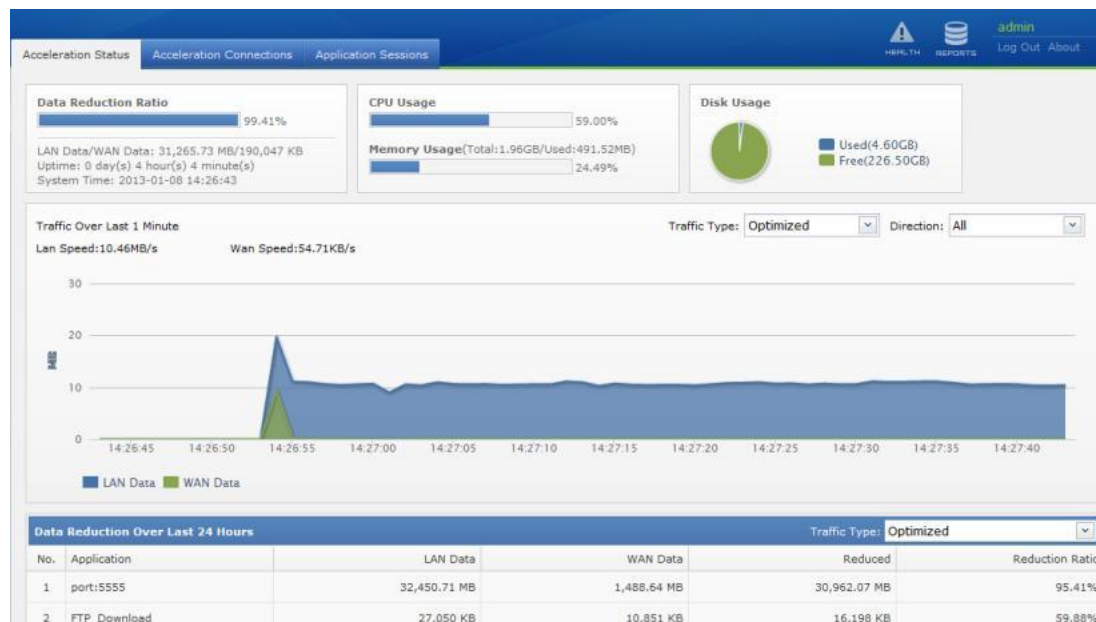 admin
HEALTH REPORTS Log Out About
Acceleration Status Acceleration Connections Application Sessions
Data Reduction Ratio
99.41%
LAN Data/WAN Data: 31,265.73 MB/190,047 KB
Uptime: 0 day(s) 4 hour(s) 4 minute(s)
System Time: 2013-01-08 14:26:43
CPU Usage
59.00%
Memory Usage(Total:1.96GB/Used:491.52MB)
24.49%
Disk Usage
Used(4.60GB)
Free(226.50GB)
Traffic Over Last 1 Minute Traffic Type: Optimized Direction: All
Lan Speed:10.46MB/s Wan Speed:54.71KB/s
30
20
MB
10
0
14:26:45 14:26:50 14:26:55 14:27:00 14:27:05 14:27:10 14:27:15 14:27:20 14:27:25 14:27:30 14:27:35 14:27:40
LAN Data WAN Data
Data Reduction Over Last 24 Hours Traffic Type: Optimized
No. Application LAN Data WAN Data Reduced Reduction Ratio
1 port:5555 32,450.71 MB 1,488.64 MB 30,962.07 MB 95.41%
2 FTP_Download 27.050 KB 10.851 KB 16.198 KB 59.88%